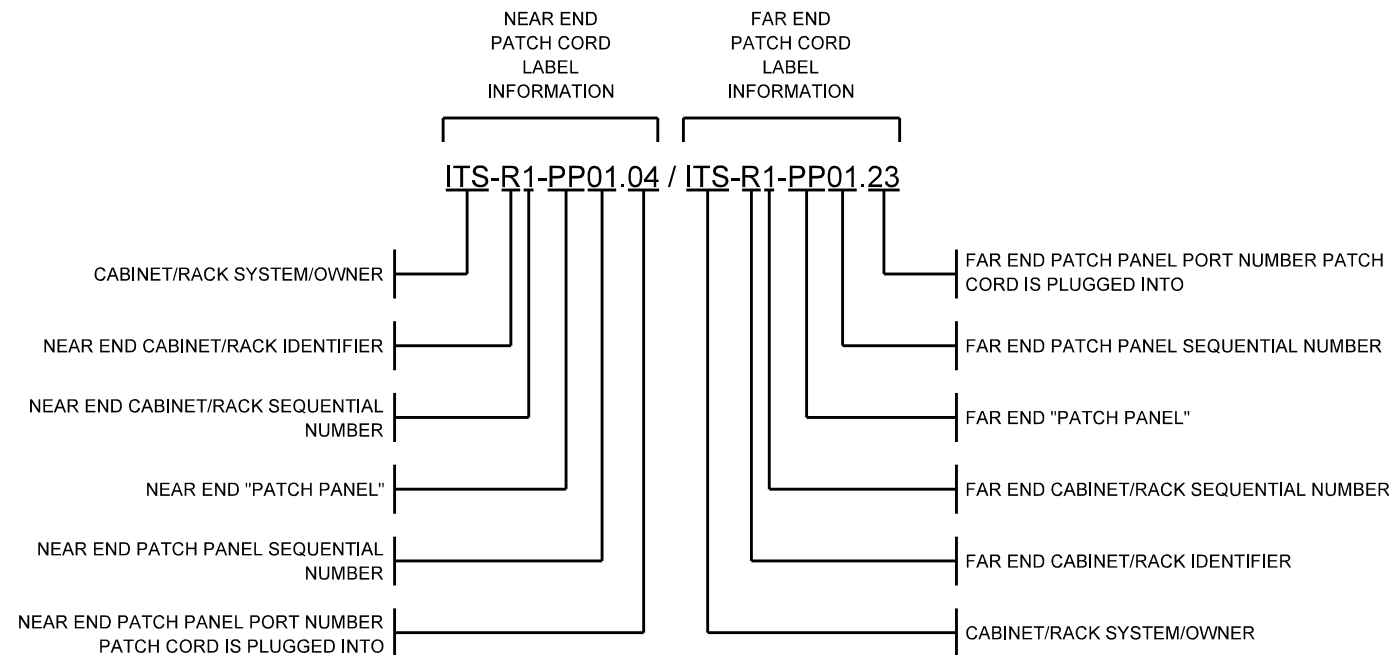 NEAR END
PATCH CORD
LABEL
INFORMATION
FAR END
PATCH CORD
LABEL
INFORMATION
ITS-R1-PP01.04 / ITS-R1-PP01.23
CABINET/RACK SYSTEM/OWNER
NEAR END CABINET/RACK IDENTIFIER
NEAR END CABINET/RACK SEQUENTIAL
NUMBER
NEAR END "PATCH PANEL"
NEAR END PATCH PANEL SEQUENTIAL
NUMBER
NEAR END PATCH PANEL PORT NUMBER
PATCH CORD IS PLUGGED INTO
FAR END PATCH PANEL PORT NUMBER PATCH
CORD IS PLUGGED INTO
FAR END PATCH PANEL SEQUENTIAL NUMBER
FAR END "PATCH PANEL"
FAR END CABINET/RACK SEQUENTIAL NUMBER
FAR END CABINET/RACK IDENTIFIER
CABINET/RACK SYSTEM/OWNER